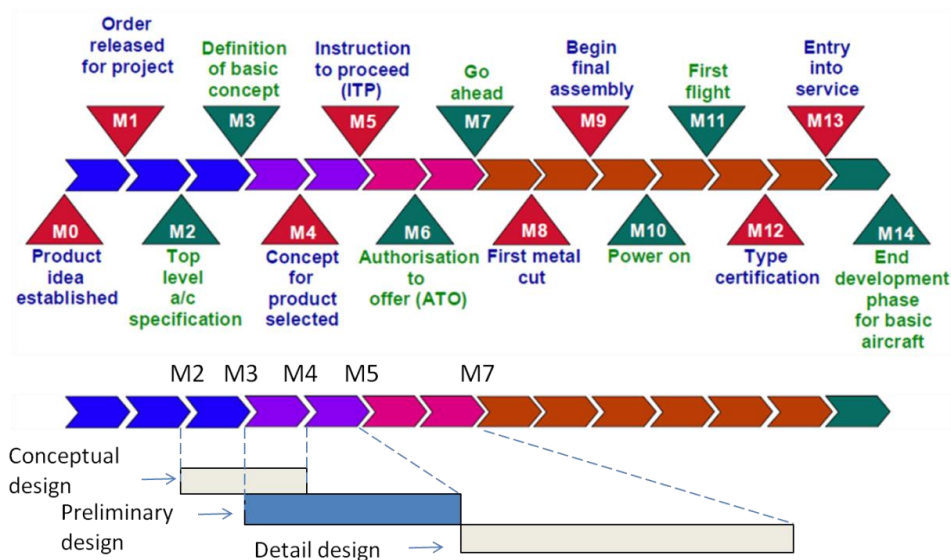 Order
released
for project
Definition
of basic
concept
Instruction
to proceed
(ITP)
Go
ahead
Begin
final
assembly
First
flight
Entry
into
service
M1
M3
M5
M7
M9
M11
M13
M0
M2
M4
M6
M8
M10
M12
M14
Product
idea
established
Top
level
a/c
specification
Concept
for
product
selected
Authorisation
to
offer (ATO)
First metal
cut
Power on
Type
certification
End
development
phase
for basic
aircraft
M2
M3
M4
M5
M7
Conceptual
design
Preliminary
design
Detail design